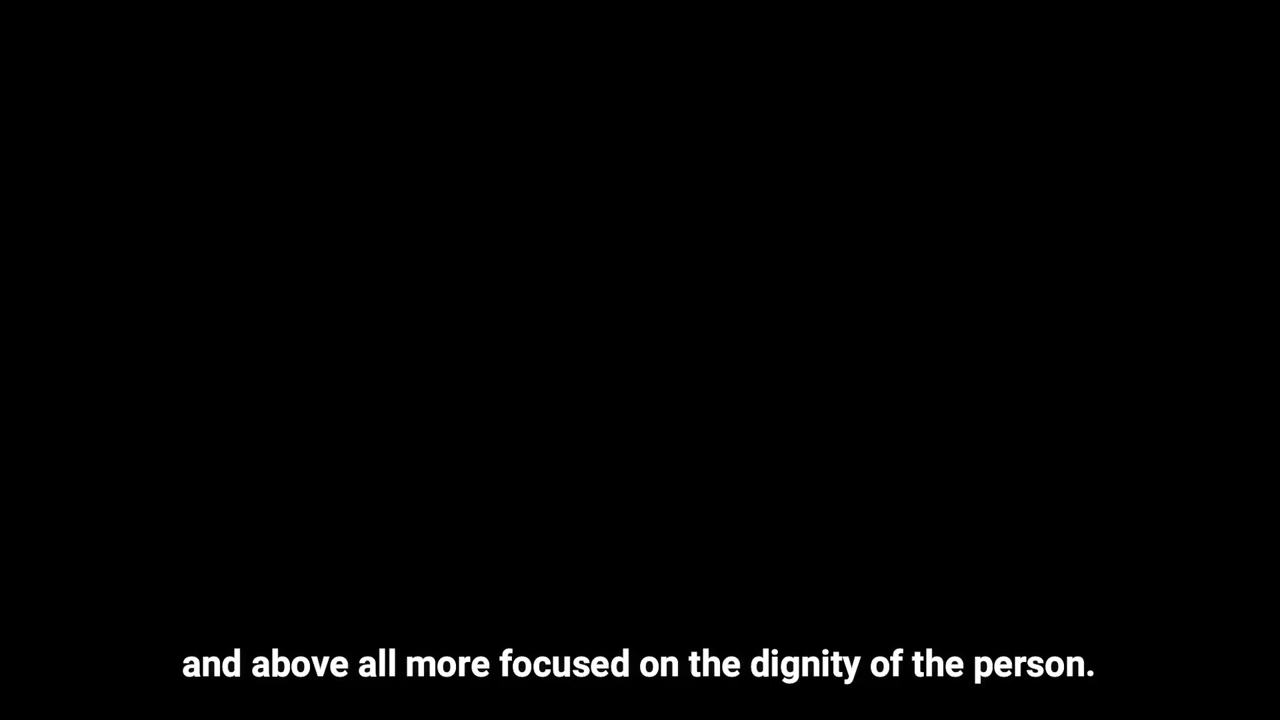 and above all more focused on the dignity of the person.